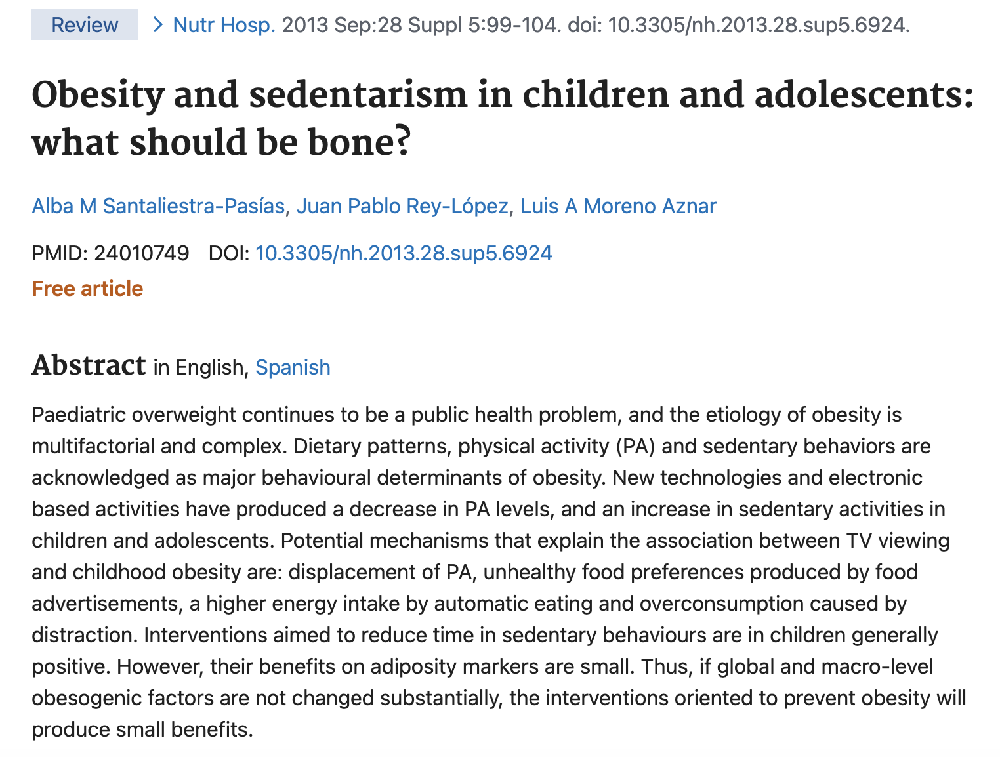 Review > Nutr Hosp. 2013 Sep:28 Suppl 5:99-104. doi: 10.3305/nh.2013.28.sup5.6924.
Obesity and sedentarism in children and adolescents:
what should be bone?
Alba M Santaliestra-Pasías, Juan Pablo Rey-López, Luis A Moreno Aznar
PMID: 24010749 DOI: 10.3305/nh.2013.28.sup5.6924
Free article
Abstract in English, Spanish
Paediatric overweight continues to be a public health problem, and the etiology of obesity is
multifactorial and complex. Dietary patterns, physical activity (PA) and sedentary behaviors are
acknowledged as major behavioural determinants of obesity. New technologies and electronic
based activities have produced a decrease in PA levels, and an increase in sedentary activities in
children and adolescents. Potential mechanisms that explain the association between TV viewing
and childhood obesity are: displacement of PA, unhealthy food preferences produced by food
advertisements, a higher energy intake by automatic eating and overconsumption caused by
distraction. Interventions aimed to reduce time in sedentary behaviours are in children generally
positive. However, their benefits on adiposity markers are small. Thus, if global and macro-level
obesogenic factors are not changed substantially, the interventions oriented to prevent obesity will
produce small benefits.